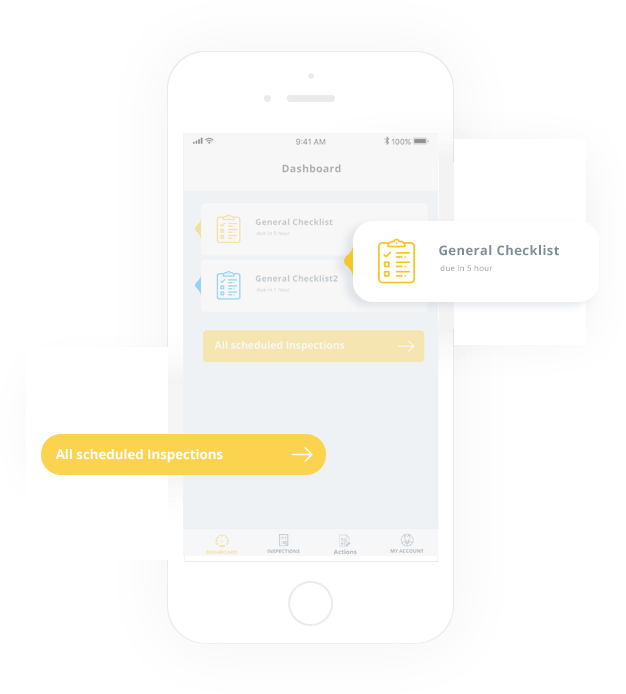 9:41 AM
100%
Dashboard
General Checklist
due in 5 hour
General Checklist
due in 5 hour
General Checklist2
due in 1 hour
All scheduled Inspections
All scheduled Inspections
DASHBOARD
INSPECTIONS
Actions
MY ACCOUNT